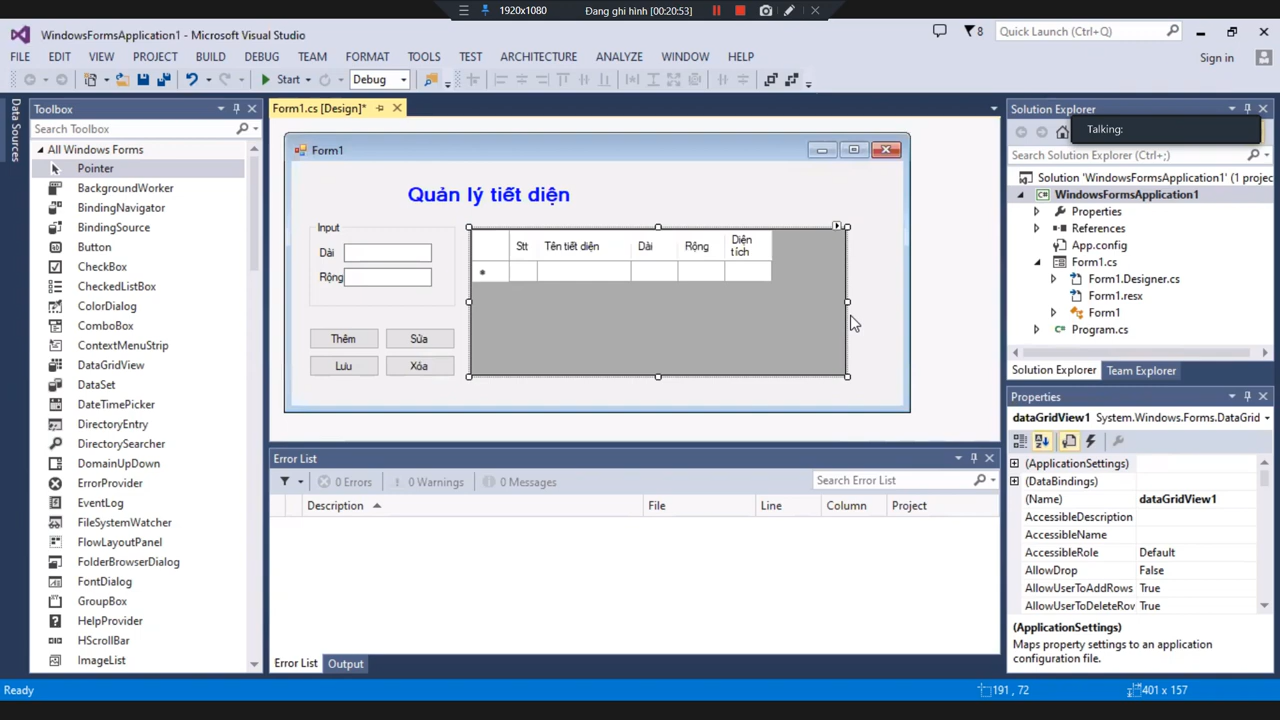 1920x1080
Đang ghi hình [00:20:53]
WindowsFormsApplication1 - Microsoft Visual Studio
8
Quick Launch (Ctrl+Q)
FILE EDIT VIEW PROJECT BUILD DEBUG TEAM FORMAT TOOLS TEST ARCHITECTURE ANALYZE WINDOW HELP
Sign in
Start
Debug
Data Sources
Toolbox
Search Toolbox
All Windows Forms
Pointer
BackgroundWorker
BindingNavigator
BindingSource
Button
CheckBox
CheckedListBox
ColorDialog
ComboBox
ContextMenuStrip
DataGridView
DataSet
DateTimePicker
DirectoryEntry
DirectorySearcher
DomainUpDown
ErrorProvider
EventLog
FileSystemWatcher
FlowLayoutPanel
FolderBrowserDialog
FontDialog
GroupBox
HelpProvider
HScrollBar
ImageList
Form1.cs [Design]*
Form1
Quản lý tiết diện
Input
Dài
Rộng
Thêm
Sửa
Lưu
Xóa
Stt Tên tiết diện Dài Rộng Diện tích
Error List
0 Errors
0 Warnings
0 Messages
Search Error List
Description File Line Column Project
Error List Output
Solution Explorer
Talking:
Search Solution Explorer (Ctrl+;)
Solution 'WindowsFormsApplication1' (1 projec
WindowsFormsApplication1
Properties
References
App.config
Form1.cs
Form1.Designer.cs
Form1.resx
Form1
Program.cs
Solution Explorer Team Explorer
Properties
dataGridView1 System.Windows.Forms.DataGrid
(ApplicationSettings)
(DataBindings)
(Name) dataGridView1
AccessibleDescription
AccessibleName
AccessibleRole Default
AllowDrop False
AllowUserToAddRows True
AllowUserToDeleteRov True
(ApplicationSettings)
Maps property settings to an application
configuration file.
Ready
191 , 72
401 x 157